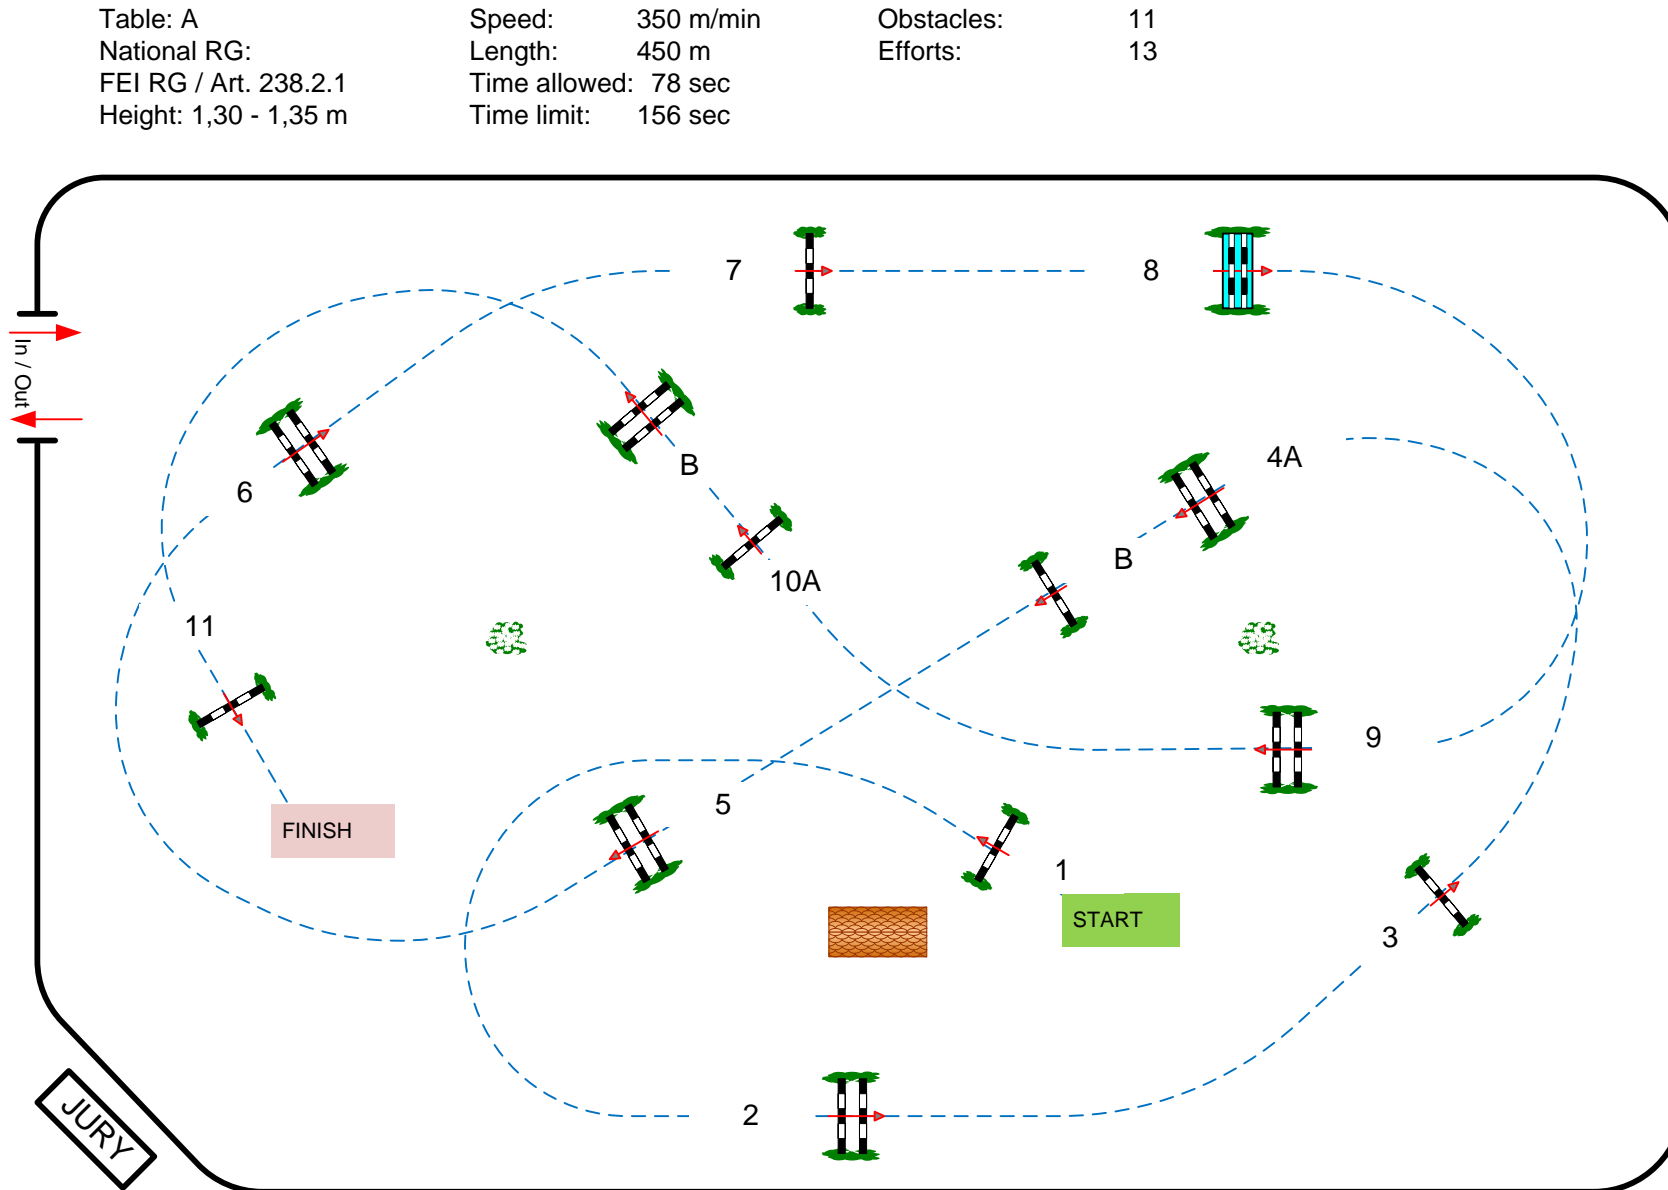 Table: A Speed: 350 m/min Obstacles: 11
National RG: Length: 450 m Efforts: 13
FEI RG / Art. 238.2.1 Time allowed: 78 sec
Height: 1,30 - 1,35 m Time limit: 156 sec
7
8
In / Out
4A
B
6
B
10A
11
9
5
FINISH
1
START
3
2
JURY